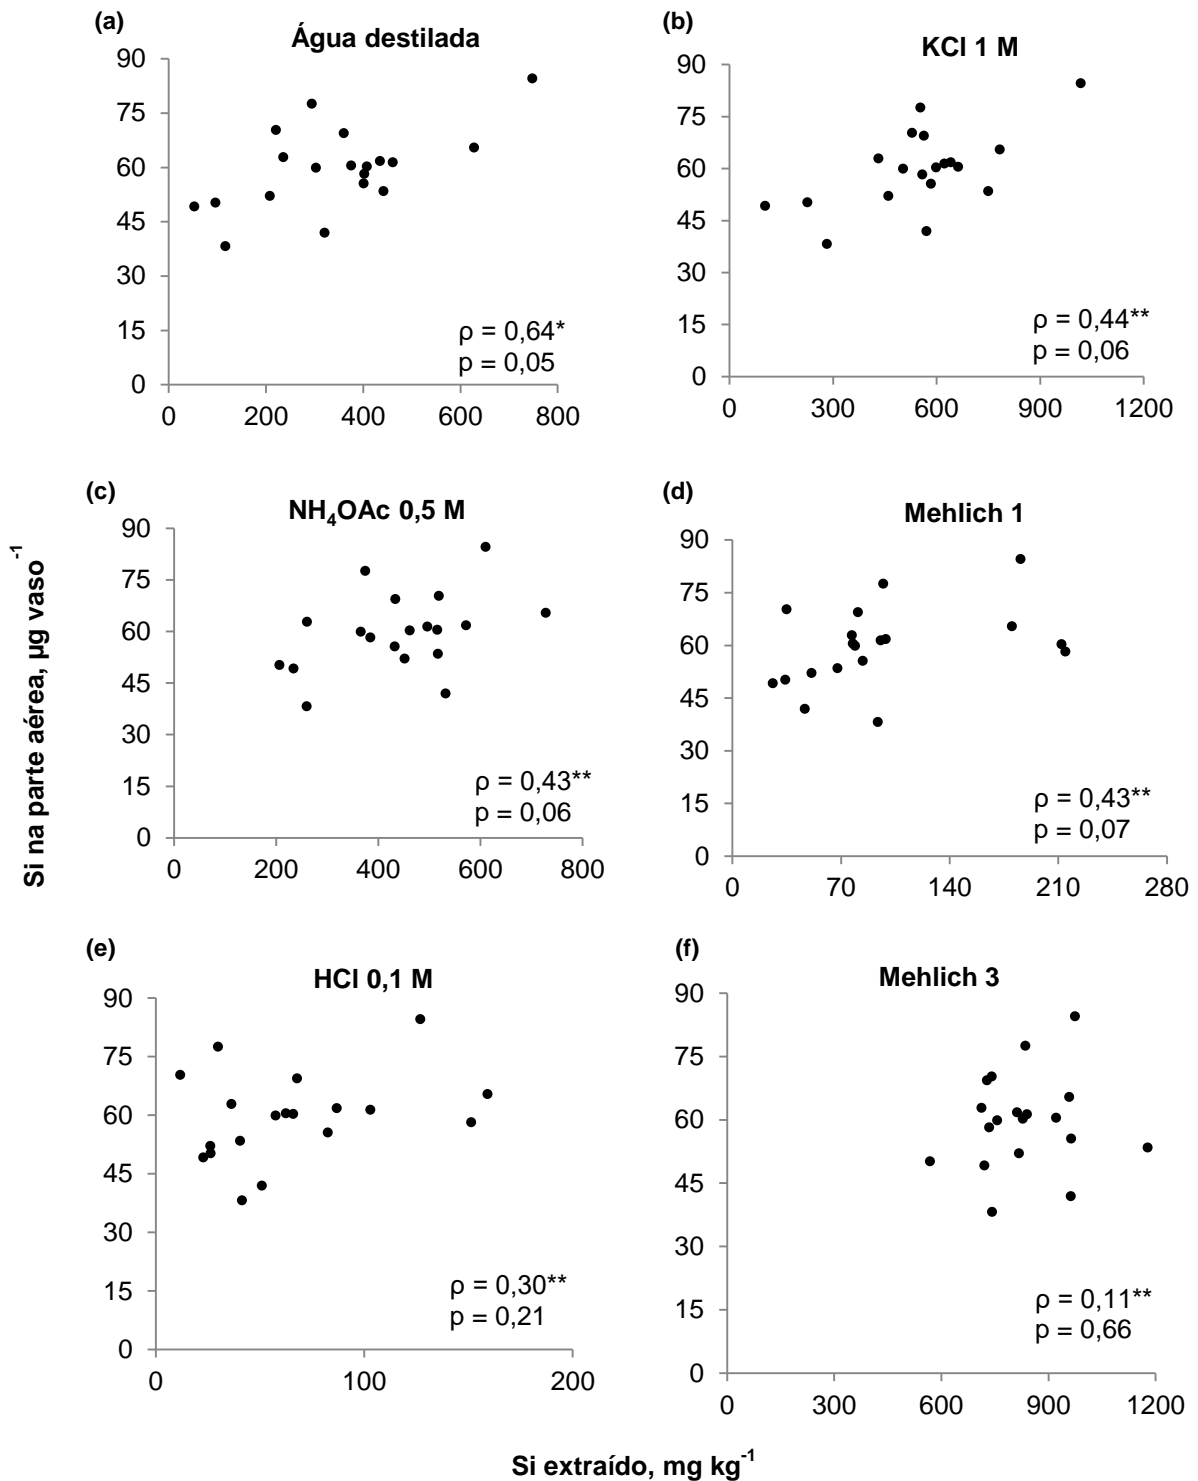 (a)
Água destilada
90
75
60
45
30
15
0
0 200 400 600 800
ρ = 0,64*
p = 0,05
(b)
KCl 1 M
90
75
60
45
30
15
0
0 300 600 900 1200
ρ = 0,44**
p = 0,06
(c)
NH₄OAc 0,5 M
90
75
60
45
30
15
0
0 200 400 600 800
ρ = 0,43**
p = 0,06
(d)
Mehlich 1
90
75
60
45
30
15
0
0 70 140 210 280
ρ = 0,43**
p = 0,07
(e)
HCl 0,1 M
90
75
60
45
30
15
0
0 100 200
ρ = 0,30**
p = 0,21
(f)
Mehlich 3
90
75
60
45
30
15
0
0 300 600 900 1200
ρ = 0,11**
p = 0,66
Si na parte aérea, µg vaso⁻¹
Si extraído, mg kg⁻¹